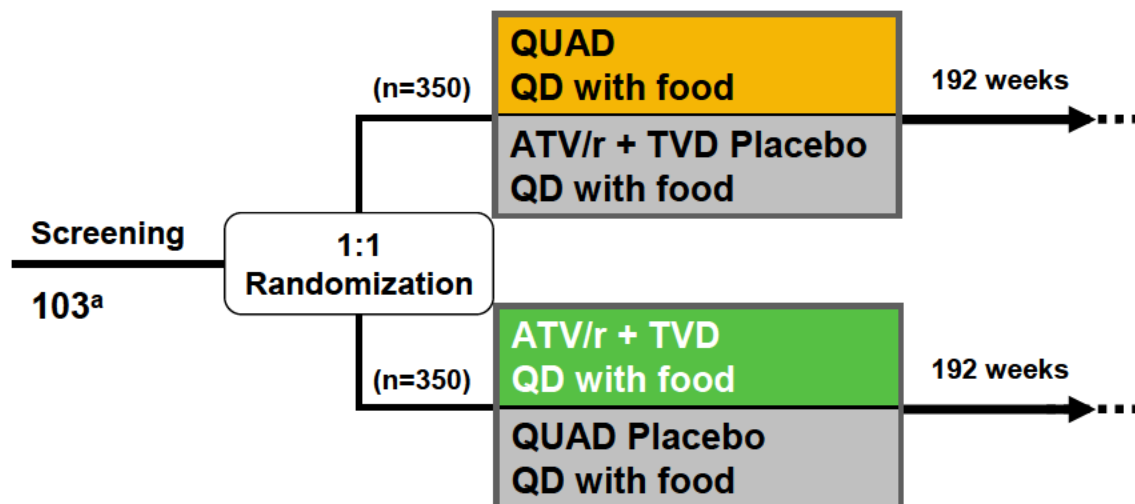 Screening
103ª
1:1
Randomization
(n=350)
QUAD
QD with food
ATV/r + TVD Placebo
QD with food
192 weeks
(n=350)
ATV/r + TVD
QD with food
QUAD Placebo
QD with food
192 weeks